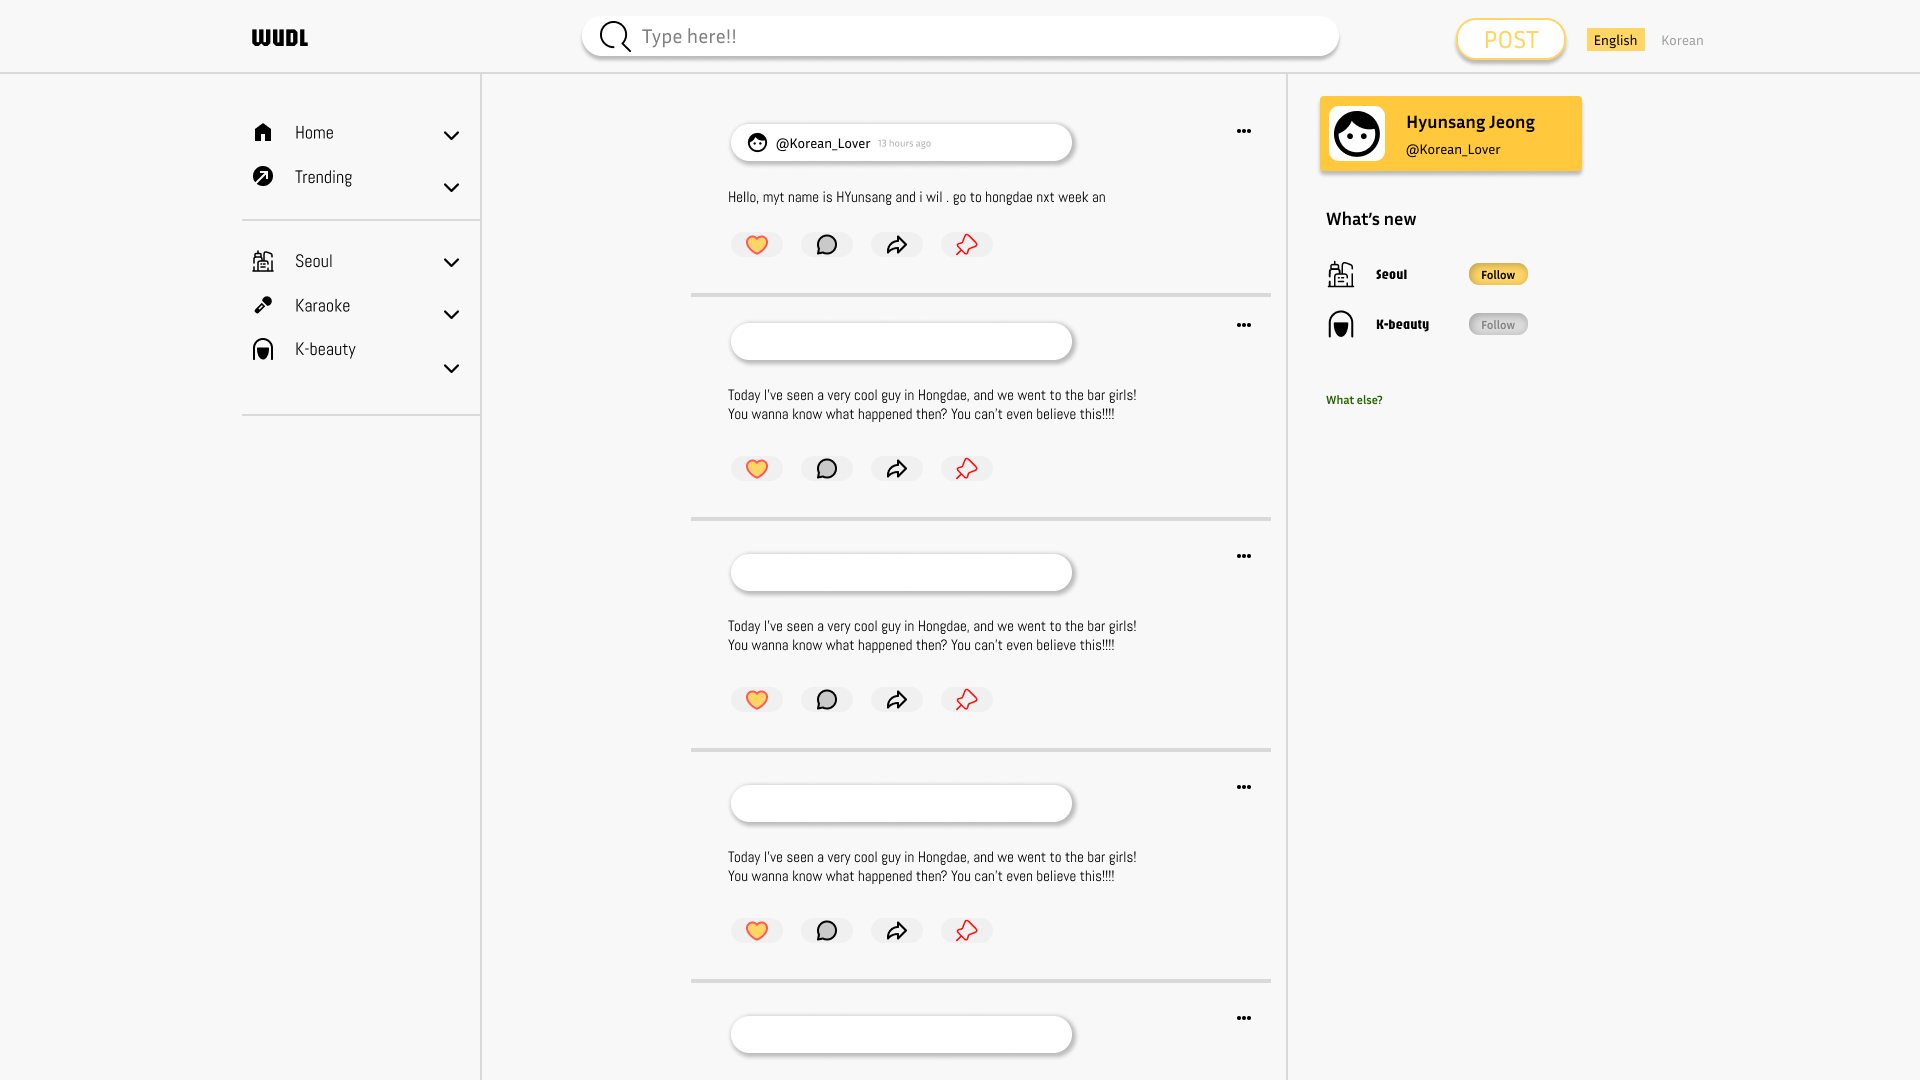 WUDL
Type here!!
POST
English
Korean
Home
Trending
Seoul
Karaoke
K-beauty
@Korean_Lover 13 hours ago
Hello, myt name is HYunsang and i wil . go to hongdae nxt week an
Today I've seen a very cool guy in Hongdae, and we went to the bar girls!
You wanna know what happened then? You can't even believe this!!!!
Today I've seen a very cool guy in Hongdae, and we went to the bar girls!
You wanna know what happened then? You can't even believe this!!!!
Today I've seen a very cool guy in Hongdae, and we went to the bar girls!
You wanna know what happened then? You can't even believe this!!!!
Hyunsang Jeong
@Korean_Lover
What's new
Seoul
Follow
K-beauty
Follow
What else?